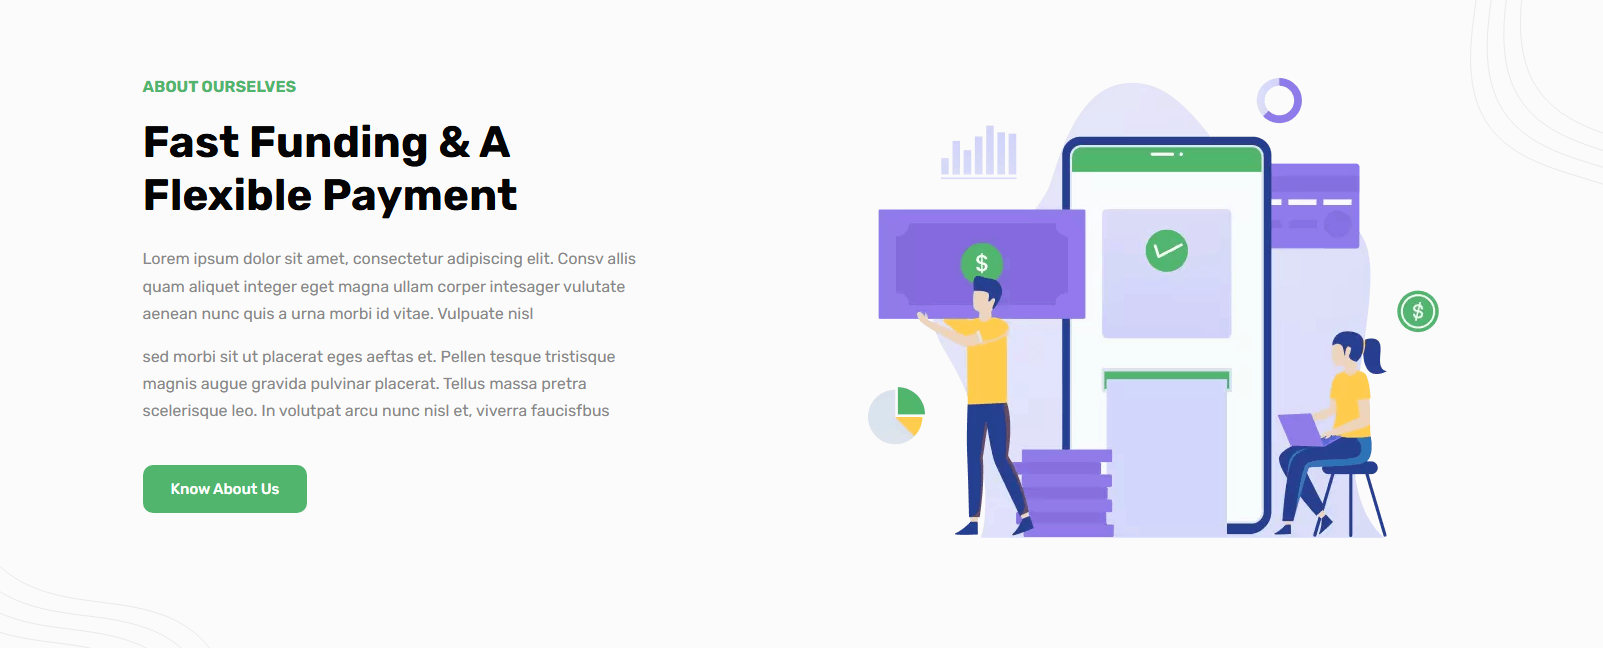 ABOUT OURSELVES
Fast Funding & A
Flexible Payment
Lorem ipsum dolor sit amet, consectetur adipiscing elit. Consv allis
quam aliquet integer eget magna ullam corper intesager vulutate
aenean nunc quis a urna morbi id vitae. Vulpuate nisl
sed morbi sit ut placerat eges aeftas et. Pellen tesque tristisque
magnis augue gravida pulvinar placerat. Tellus massa pretra
scelerisque leo. In volutpat arcu nunc nisl et, viverra faucisfbus
Know About Us
$
$